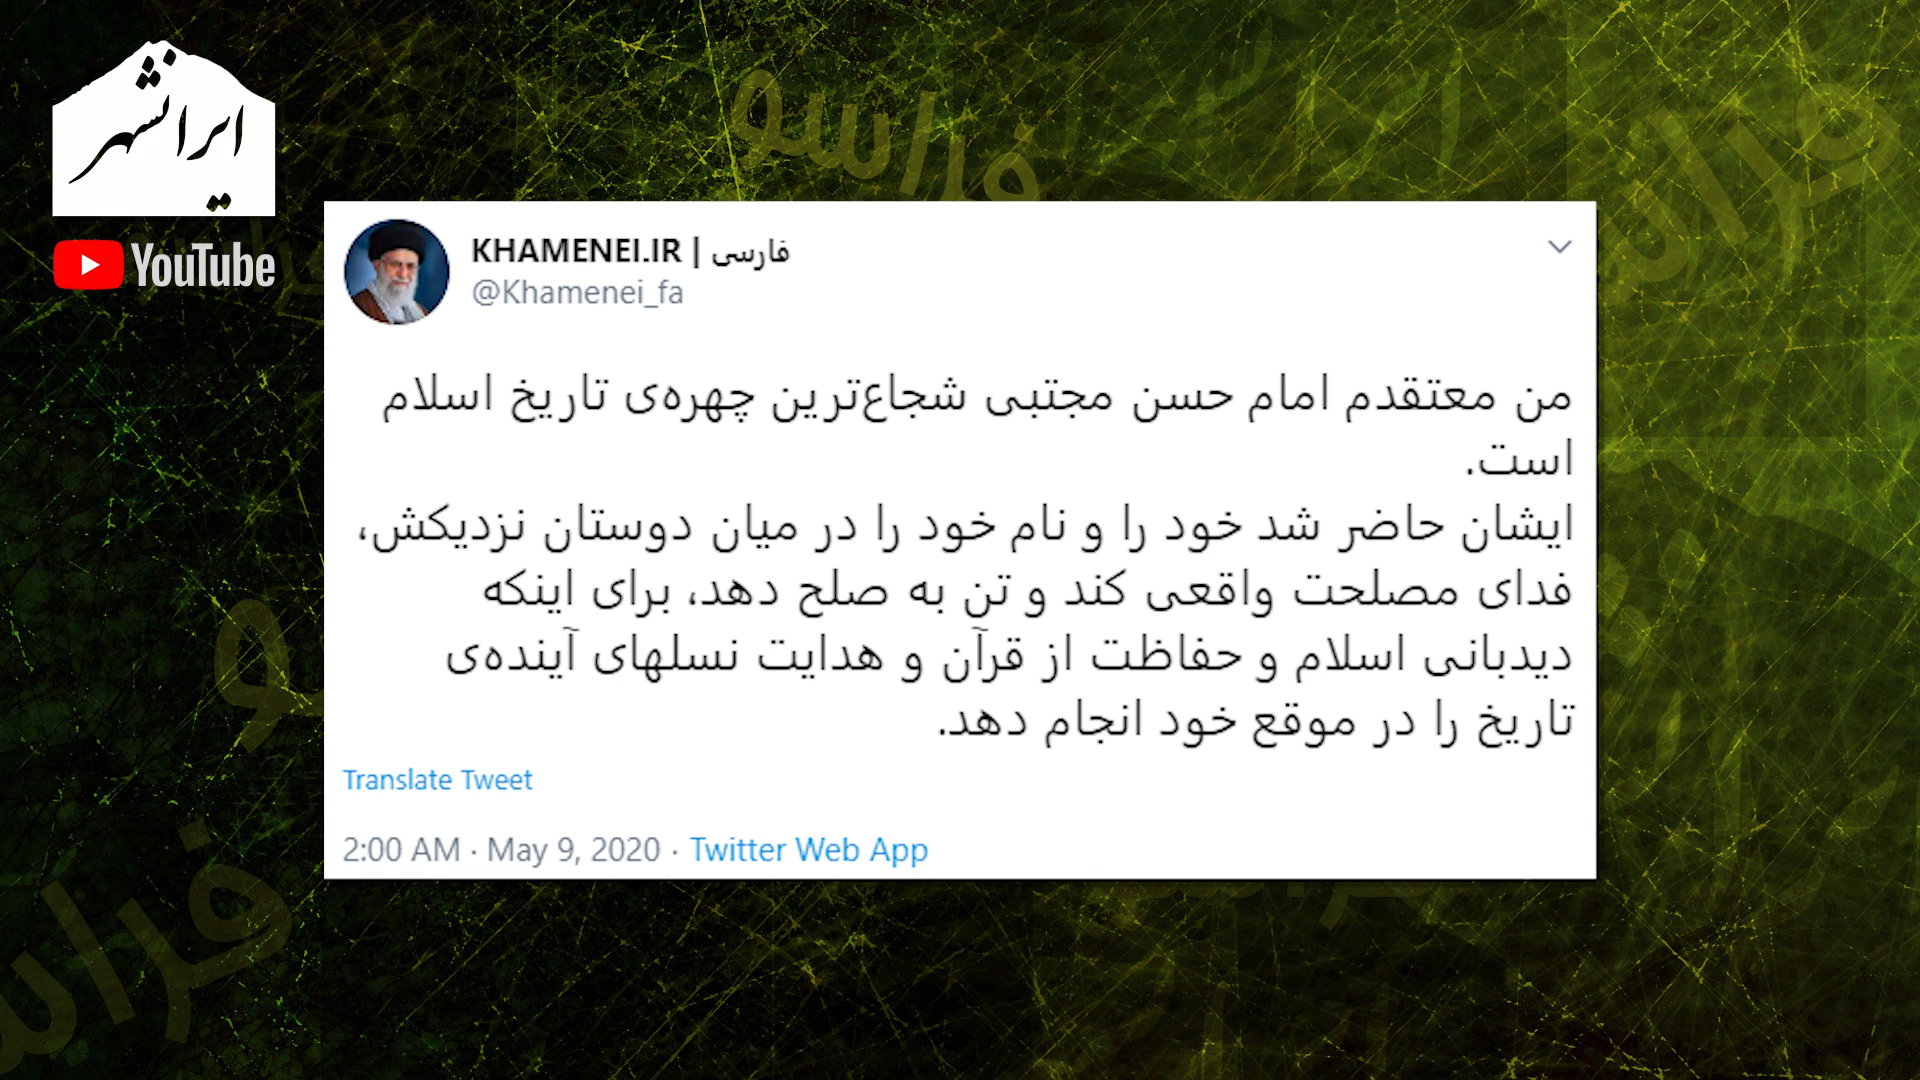 ایرانشهر
YouTube
KHAMENEI.IR | فارسی
@Khamenei_fa
من معتقدم امام حسن مجتبی شجاع‌ترین چهره‌ی تاریخ اسلام
است.
ایشان حاضر شد خود را و نام خود را در میان دوستان نزدیکش،
فدای مصلحت واقعی کند و تن به صلح دهد، برای اینکه
دیدبانی اسلام و حفاظت از قرآن و هدایت نسلهای آینده‌ی
تاریخ را در موقع خود انجام دهد.
Translate Tweet
2:00 AM · May 9, 2020 · Twitter Web App
فراسو